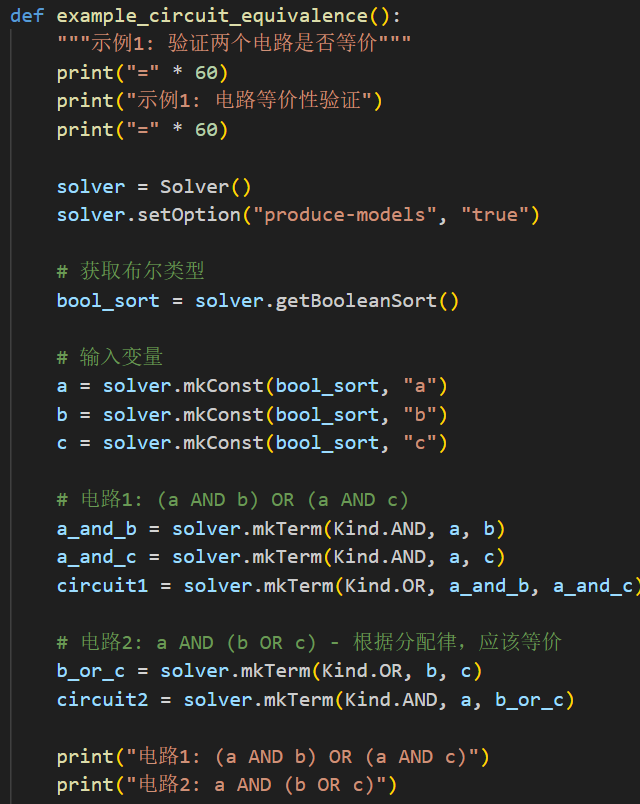 def example_circuit_equivalence():
"""示例1: 验证两个电路是否等价"""
print("=" * 60)
print("示例1: 电路等价性验证")
print("=" * 60)
solver = Solver()
solver.setOption("produce-models", "true")
# 获取布尔类型
bool_sort = solver.getBooleanSort()
# 输入变量
a = solver.mkConst(bool_sort, "a")
b = solver.mkConst(bool_sort, "b")
c = solver.mkConst(bool_sort, "c")
# 电路1: (a AND b) OR (a AND c)
a_and_b = solver.mkTerm(Kind.AND, a, b)
a_and_c = solver.mkTerm(Kind.AND, a, c)
circuit1 = solver.mkTerm(Kind.OR, a_and_b, a_and_c)
# 电路2: a AND (b OR c) - 根据分配律，应该等价
b_or_c = solver.mkTerm(Kind.OR, b, c)
circuit2 = solver.mkTerm(Kind.AND, a, b_or_c)
print("电路1: (a AND b) OR (a AND c)")
print("电路2: a AND (b OR c)")